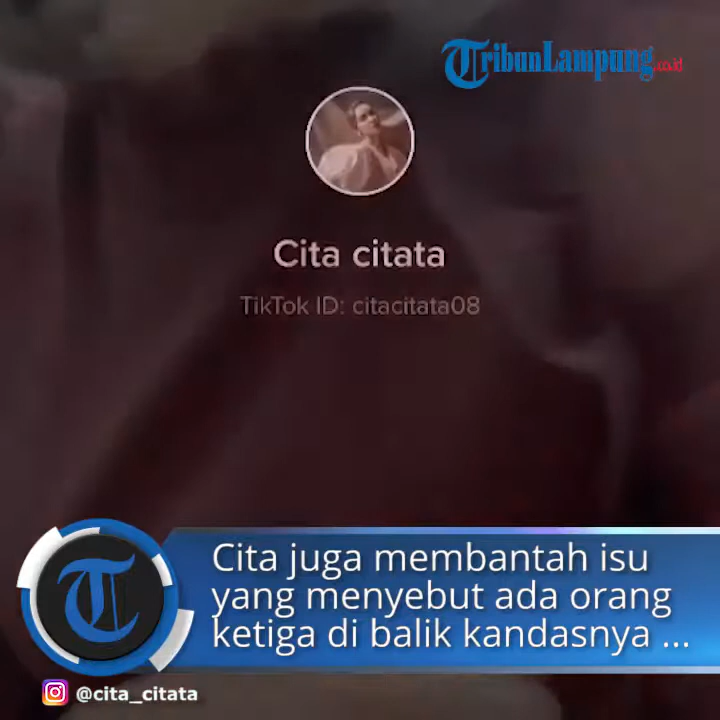 TribunLampung.co.id
Cita citata
TikTok ID: citacitata08
Cita juga membantah isu
yang menyebut ada orang
ketiga di balik kandasnya ...
@cita_citata